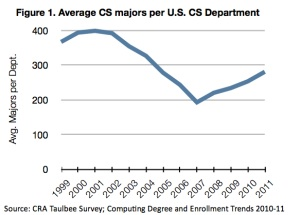 Figure 1. Average CS majors per U.S. CS Department
Avg. Majors per Dept.
400
300
200
100
0
1999 2000 2001 2002 2003 2004 2005 2006 2007 2008 2009 2010 2011
Source: CRA Taulbee Survey; Computing Degree and Enrollment Trends 2010-11